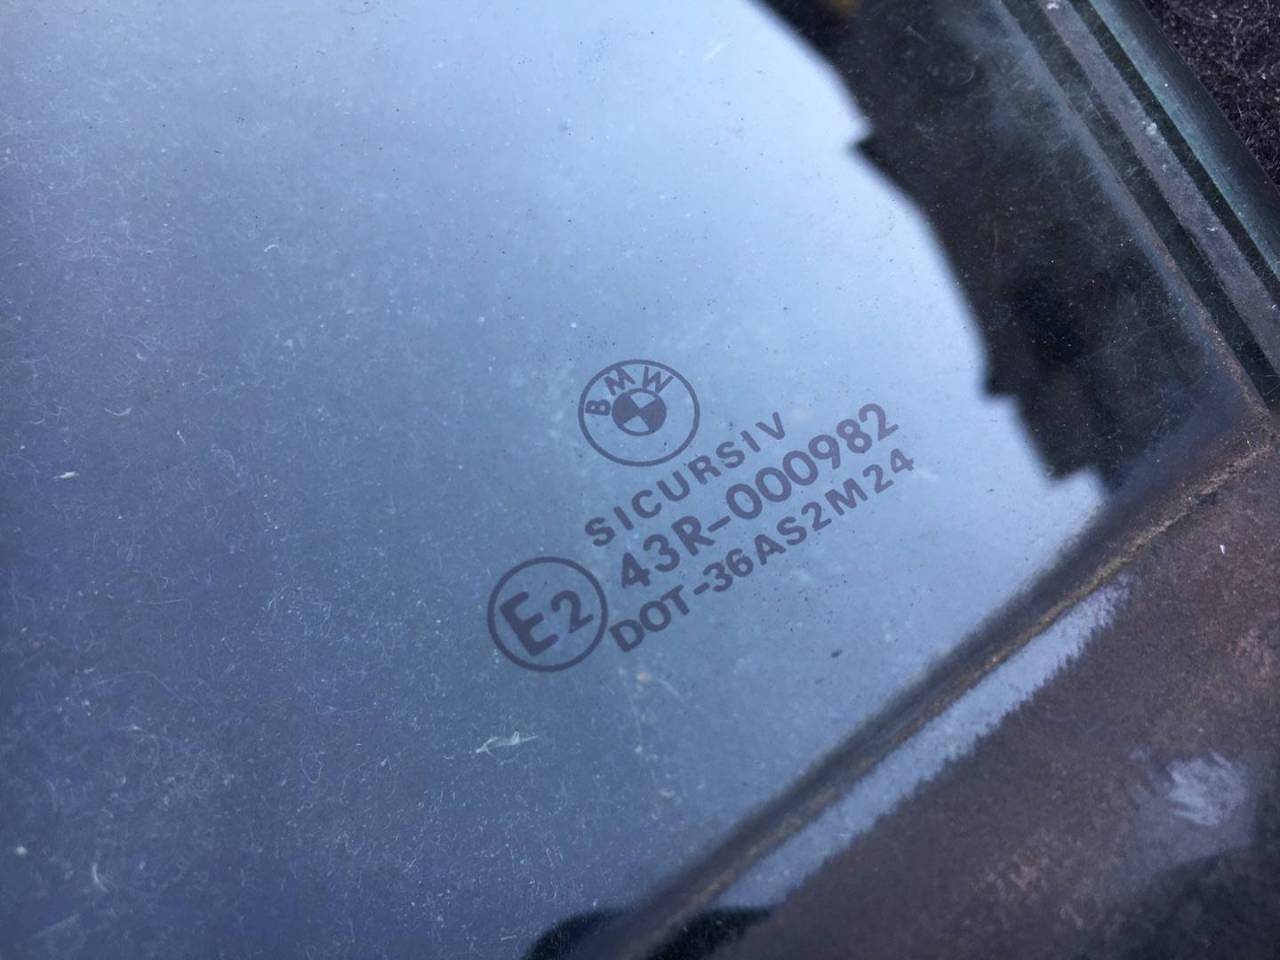 BMW
SICURSIV
E2 43R-000982
DOT-36AS2M24